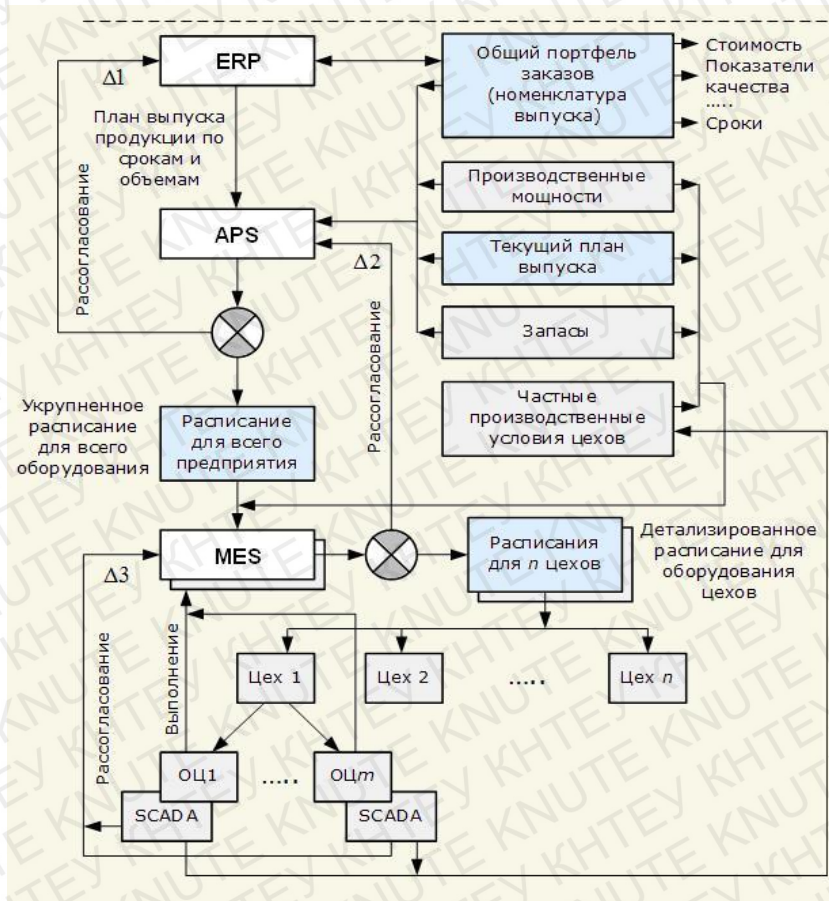 ERP
Δ1
План выпуска
продукции по
срокам и
объемам
Рассогласование
APS
Δ2
Общий портфель
заказов
(номенклатура
выпуска)
Стоимость
Показатели
качества
.....
Сроки
Производственные
мощности
Текущий план
выпуска
Запасы
Частные
производственные
условия цехов
Рассогласование
Укрупненное
расписание
для всего
оборудования
Расписание
для всего
предприятия
MES
Δ3
Расписания
для n цехов
Детализированное
расписание для
оборудования
цехов
Рассогласование
Выполнение
Цех 1
Цех 2
.....
Цех n
ОЦ1
.....
ОЦm
SCADA
SCADA
KNUTE КНТЕУ